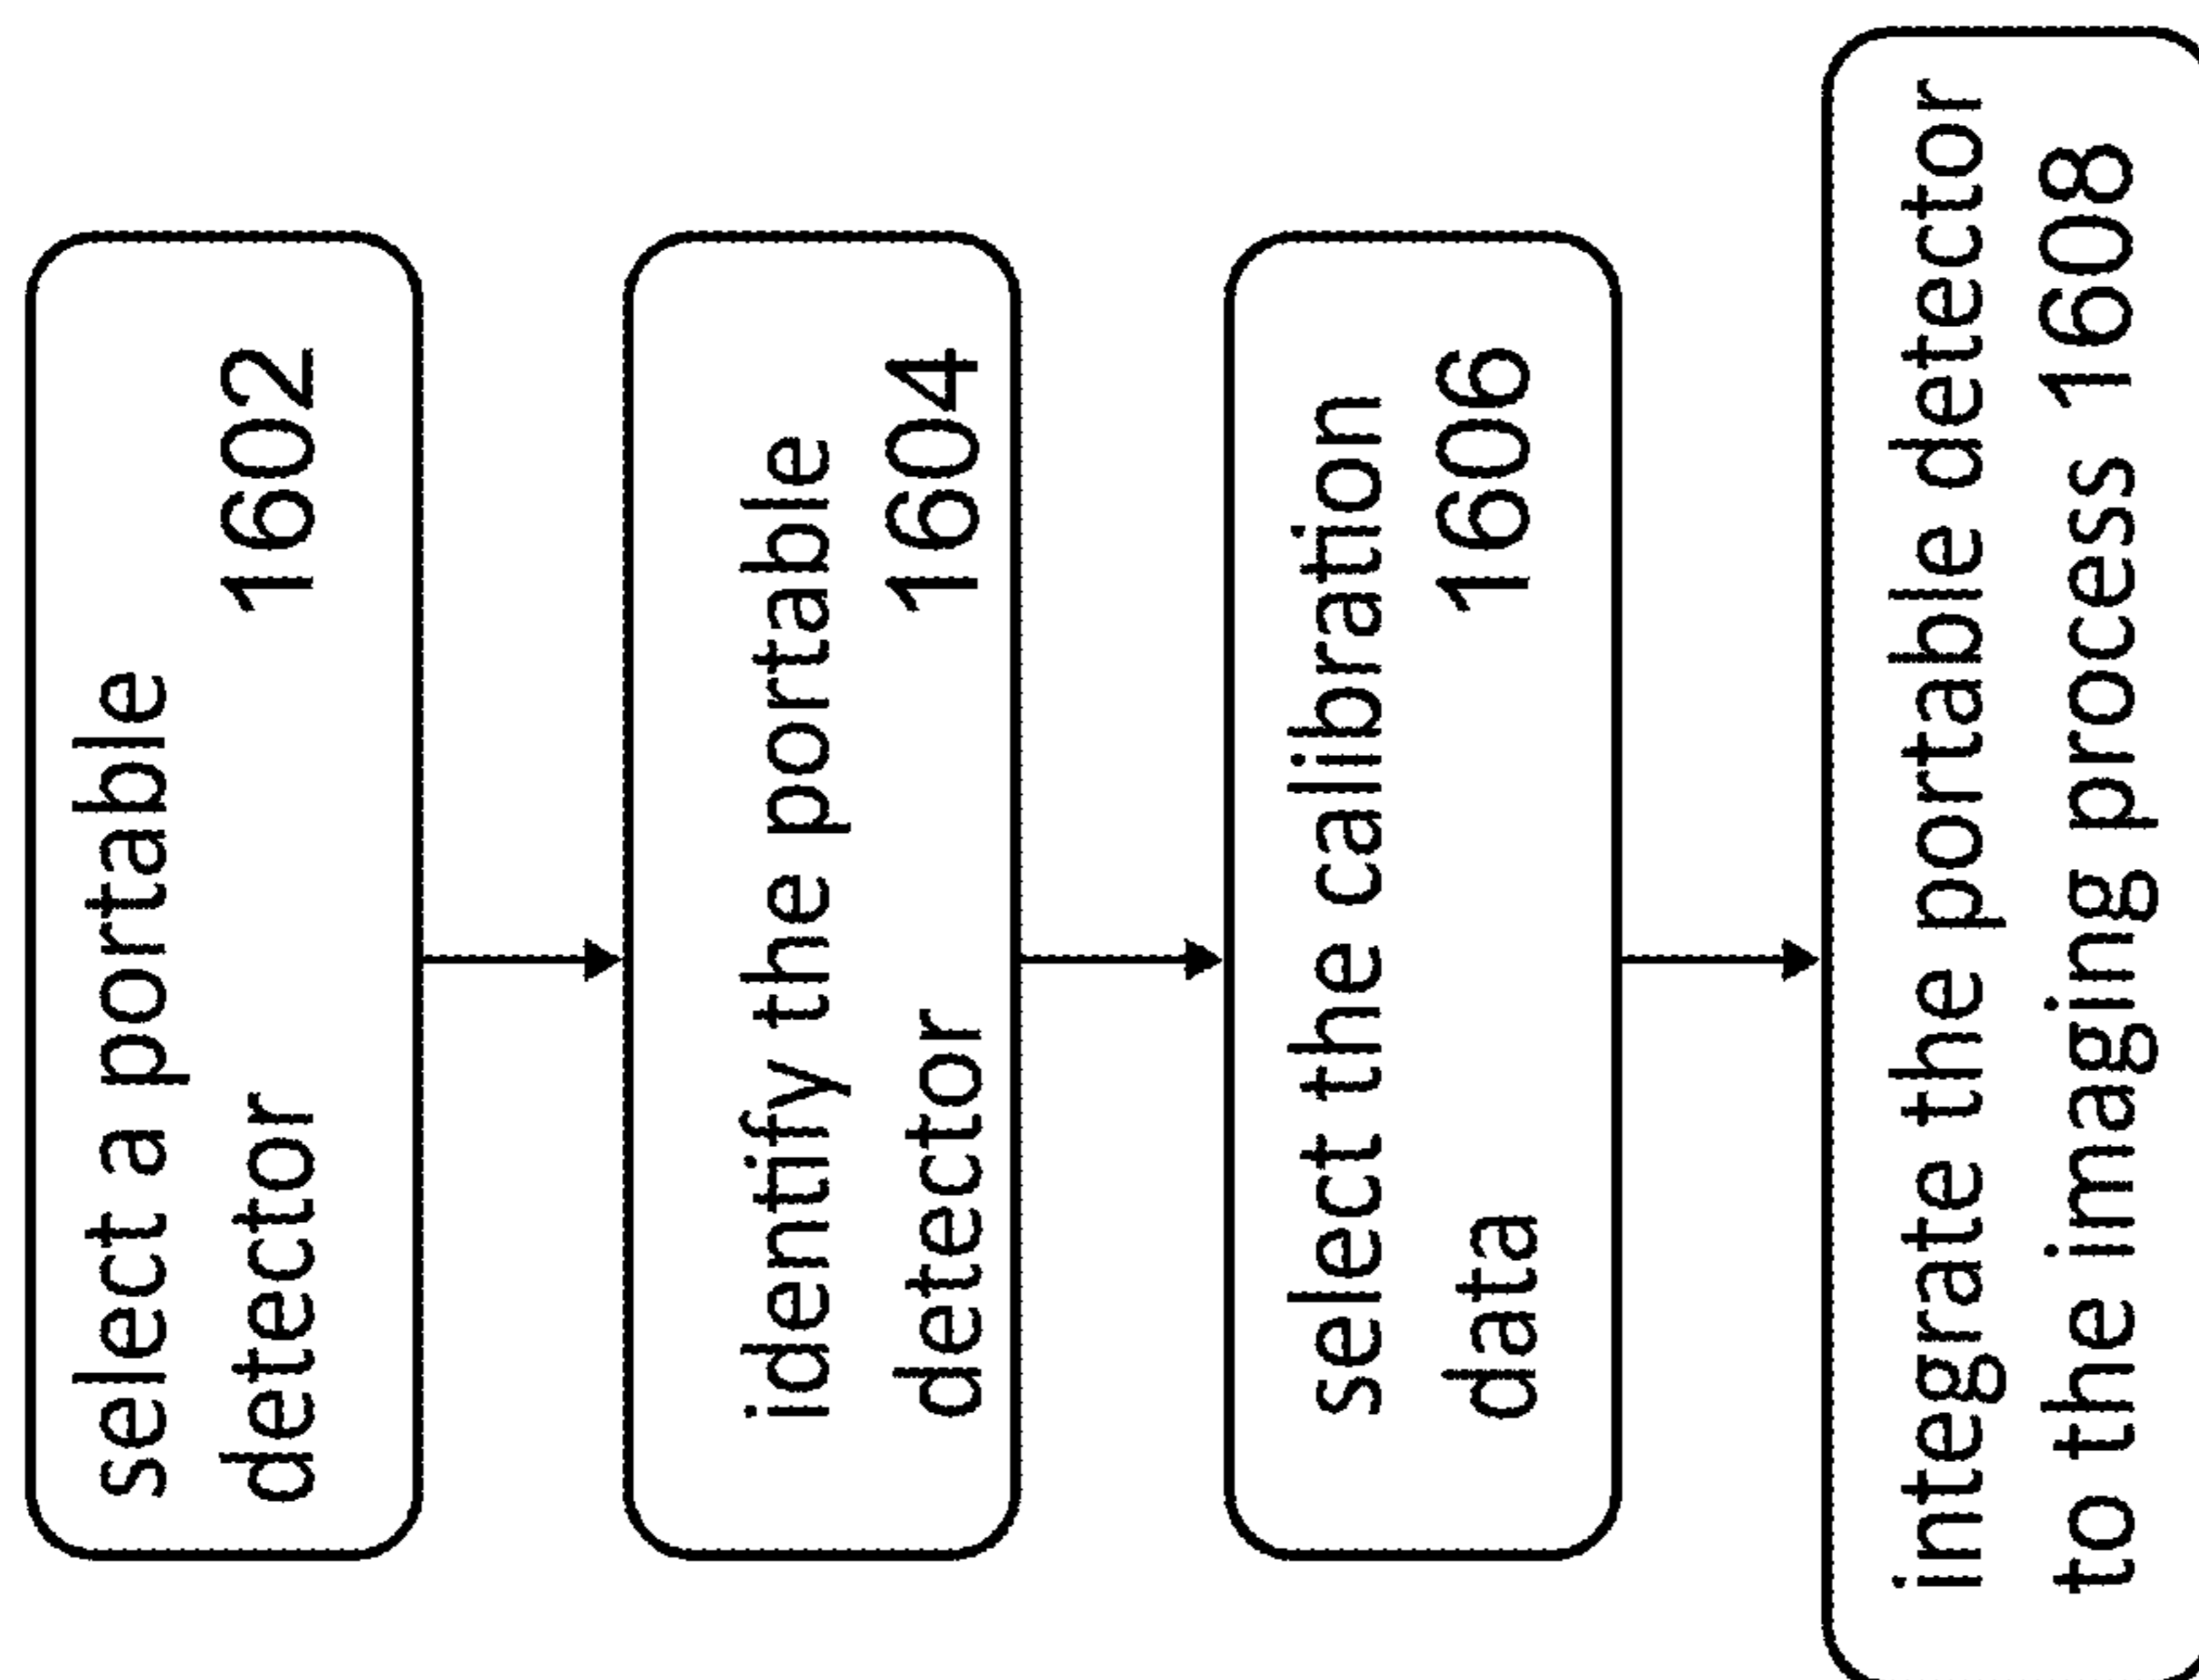 select a portable
detector 1602
identify the portable
detector 1604
select the calibration
data 1606
integrate the portable detector
to the imaging process 1608